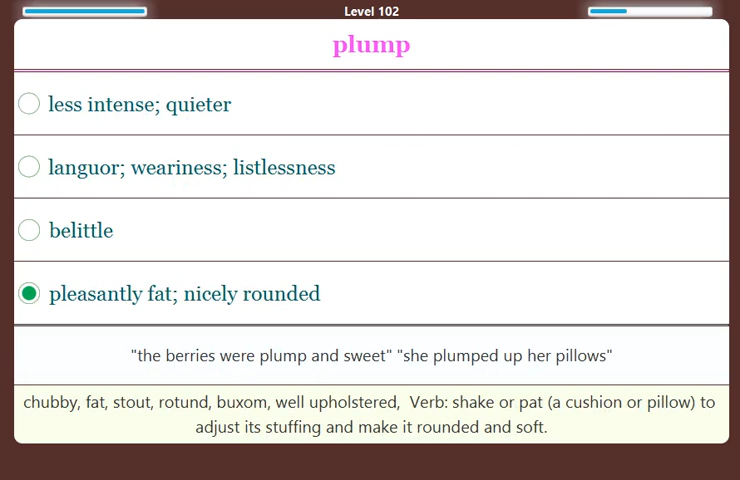 Level 102
plump
less intense; quieter
languor; weariness; listlessness
belittle
pleasantly fat; nicely rounded
"the berries were plump and sweet" "she plumped up her pillows"
chubby, fat, stout, rotund, buxom, well upholstered,  Verb: shake or pat (a cushion or pillow) to
adjust its stuffing and make it rounded and soft.